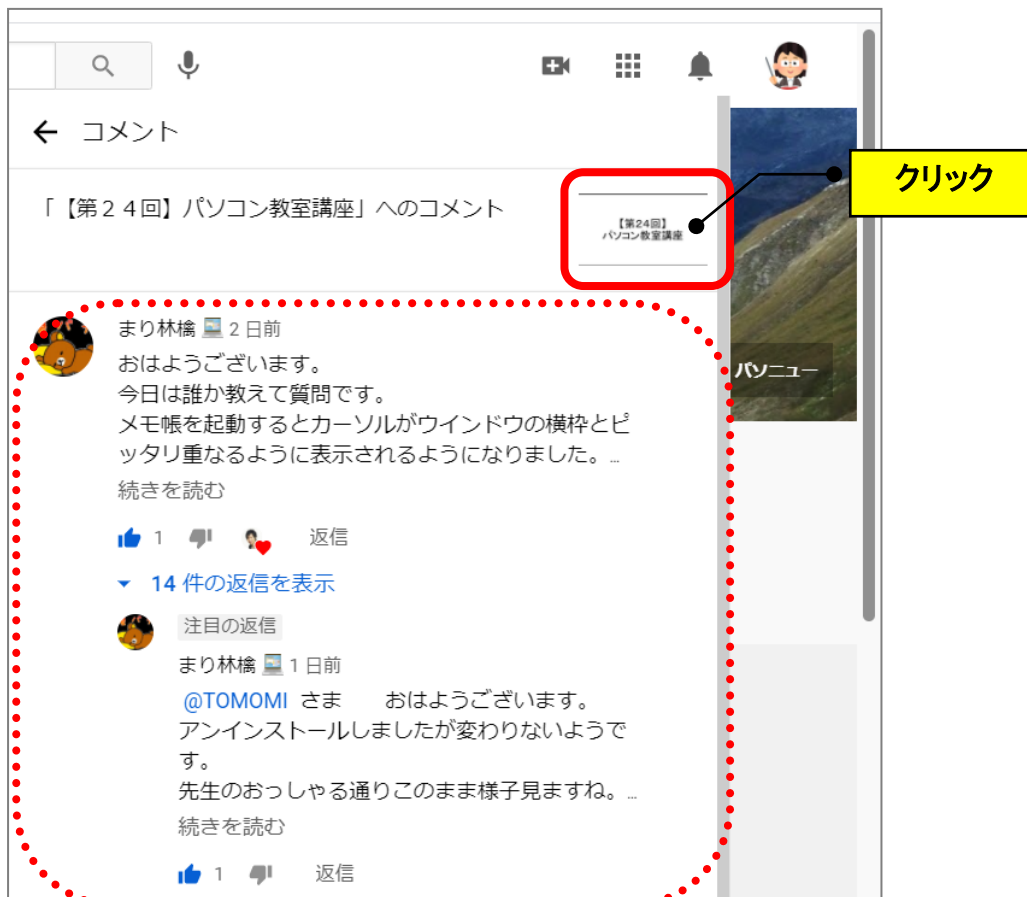 コメント
クリック
「【第２４回】パソコン教室講座」へのコメント
【第24回】
パソコン教室講座
まり林檎 💻 2 日前
おはようございます。
今日は誰か教えて質問です。
メモ帳を起動するとカーソルがウインドウの横枠とピ
ッタリ重なるように表示されるようになりました。…
続きを読む
パソニュー
1 返信
14 件の返信を表示
注目の返信
まり林檎 💻 1 日前
@TOMOMI さま　　おはようございます。
アンインストールしましたが変わりないようで
す。
先生のおっしゃる通りこのまま様子見ますね。…
続きを読む
1 返信